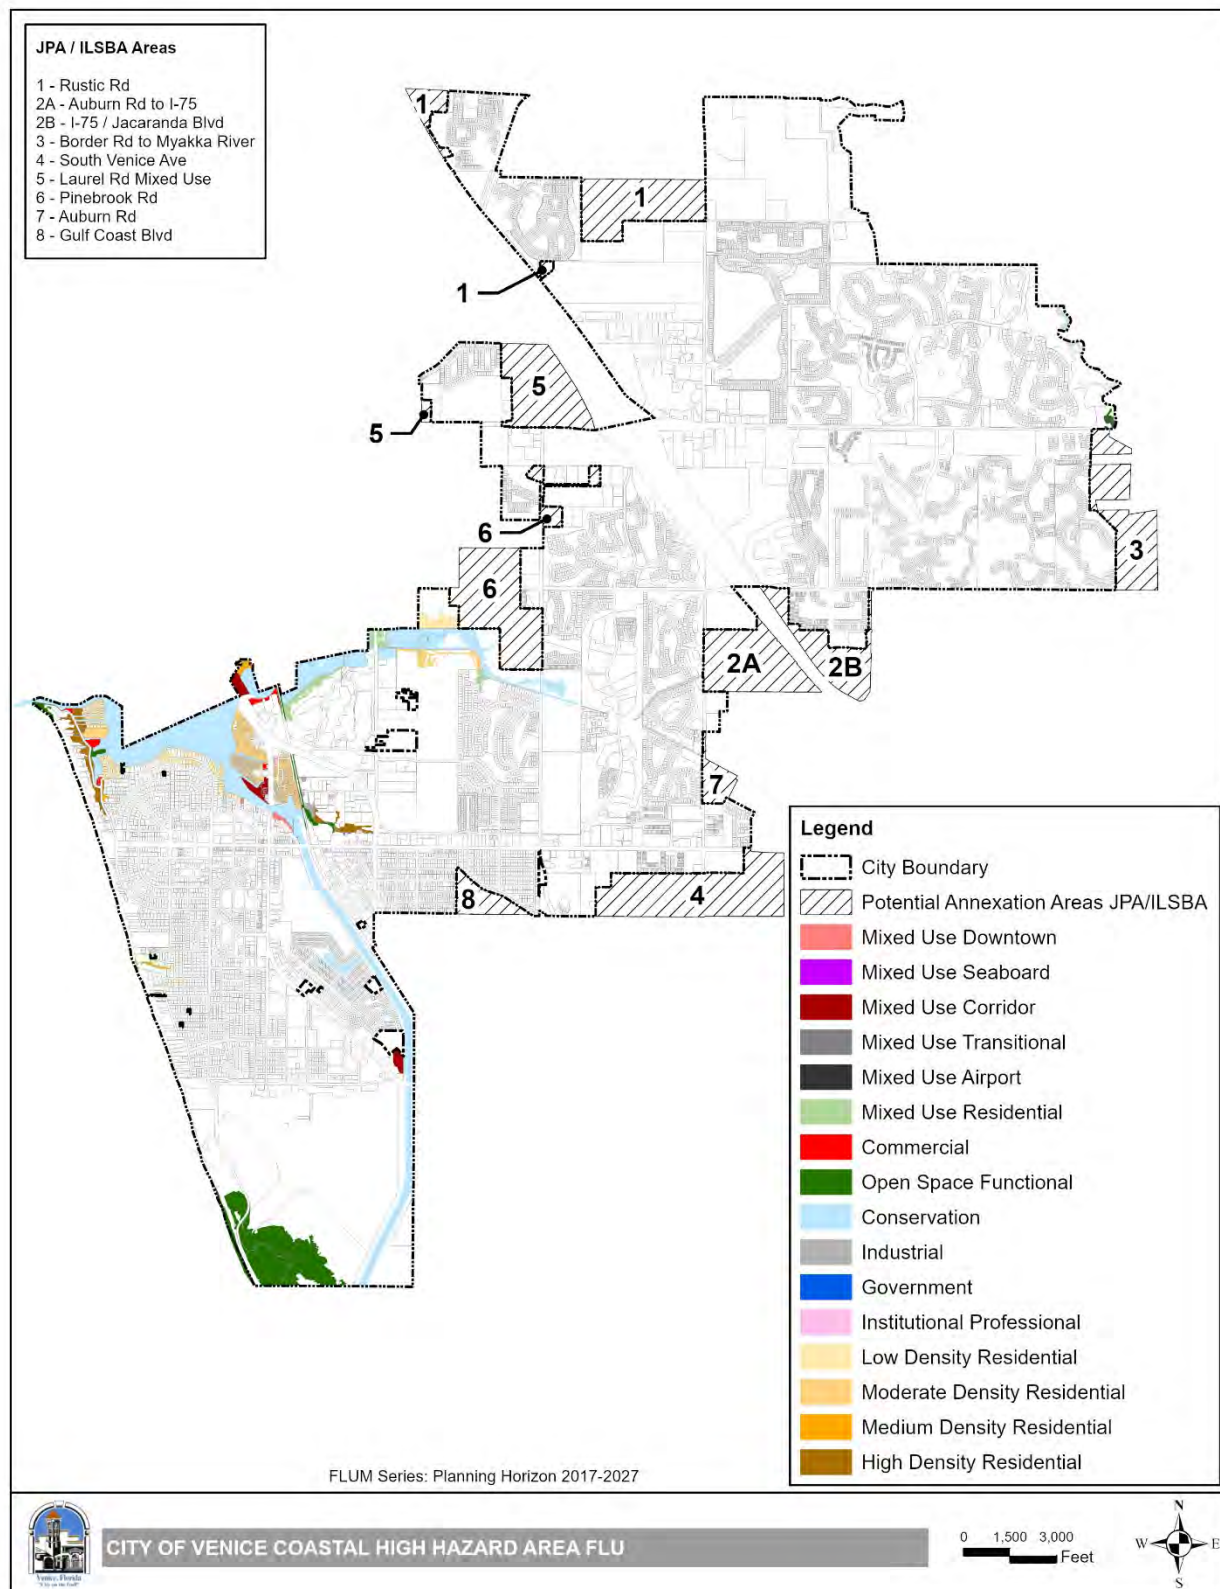 JPA / ILSBA Areas
1 - Rustic Rd
2A - Auburn Rd to I-75
2B - I-75 / Jacaranda Blvd
3 - Border Rd to Myakka River
4 - South Venice Ave
5 - Laurel Rd Mixed Use
6 - Pinebrook Rd
7 - Auburn Rd
8 - Gulf Coast Blvd
1
1
1
5
5
6
3
6
2A
2B
7
8
4
Legend
City Boundary
Potential Annexation Areas JPA/ILSBA
Mixed Use Downtown
Mixed Use Seaboard
Mixed Use Corridor
Mixed Use Transitional
Mixed Use Airport
Mixed Use Residential
Commercial
Open Space Functional
Conservation
Industrial
Government
Institutional Professional
Low Density Residential
Moderate Density Residential
Medium Density Residential
High Density Residential
FLUM Series: Planning Horizon 2017-2027
CITY OF VENICE COASTAL HIGH HAZARD AREA FLU
0 1,500 3,000
Feet
N
W E
S
Venice, Florida
"City on the Gulf"